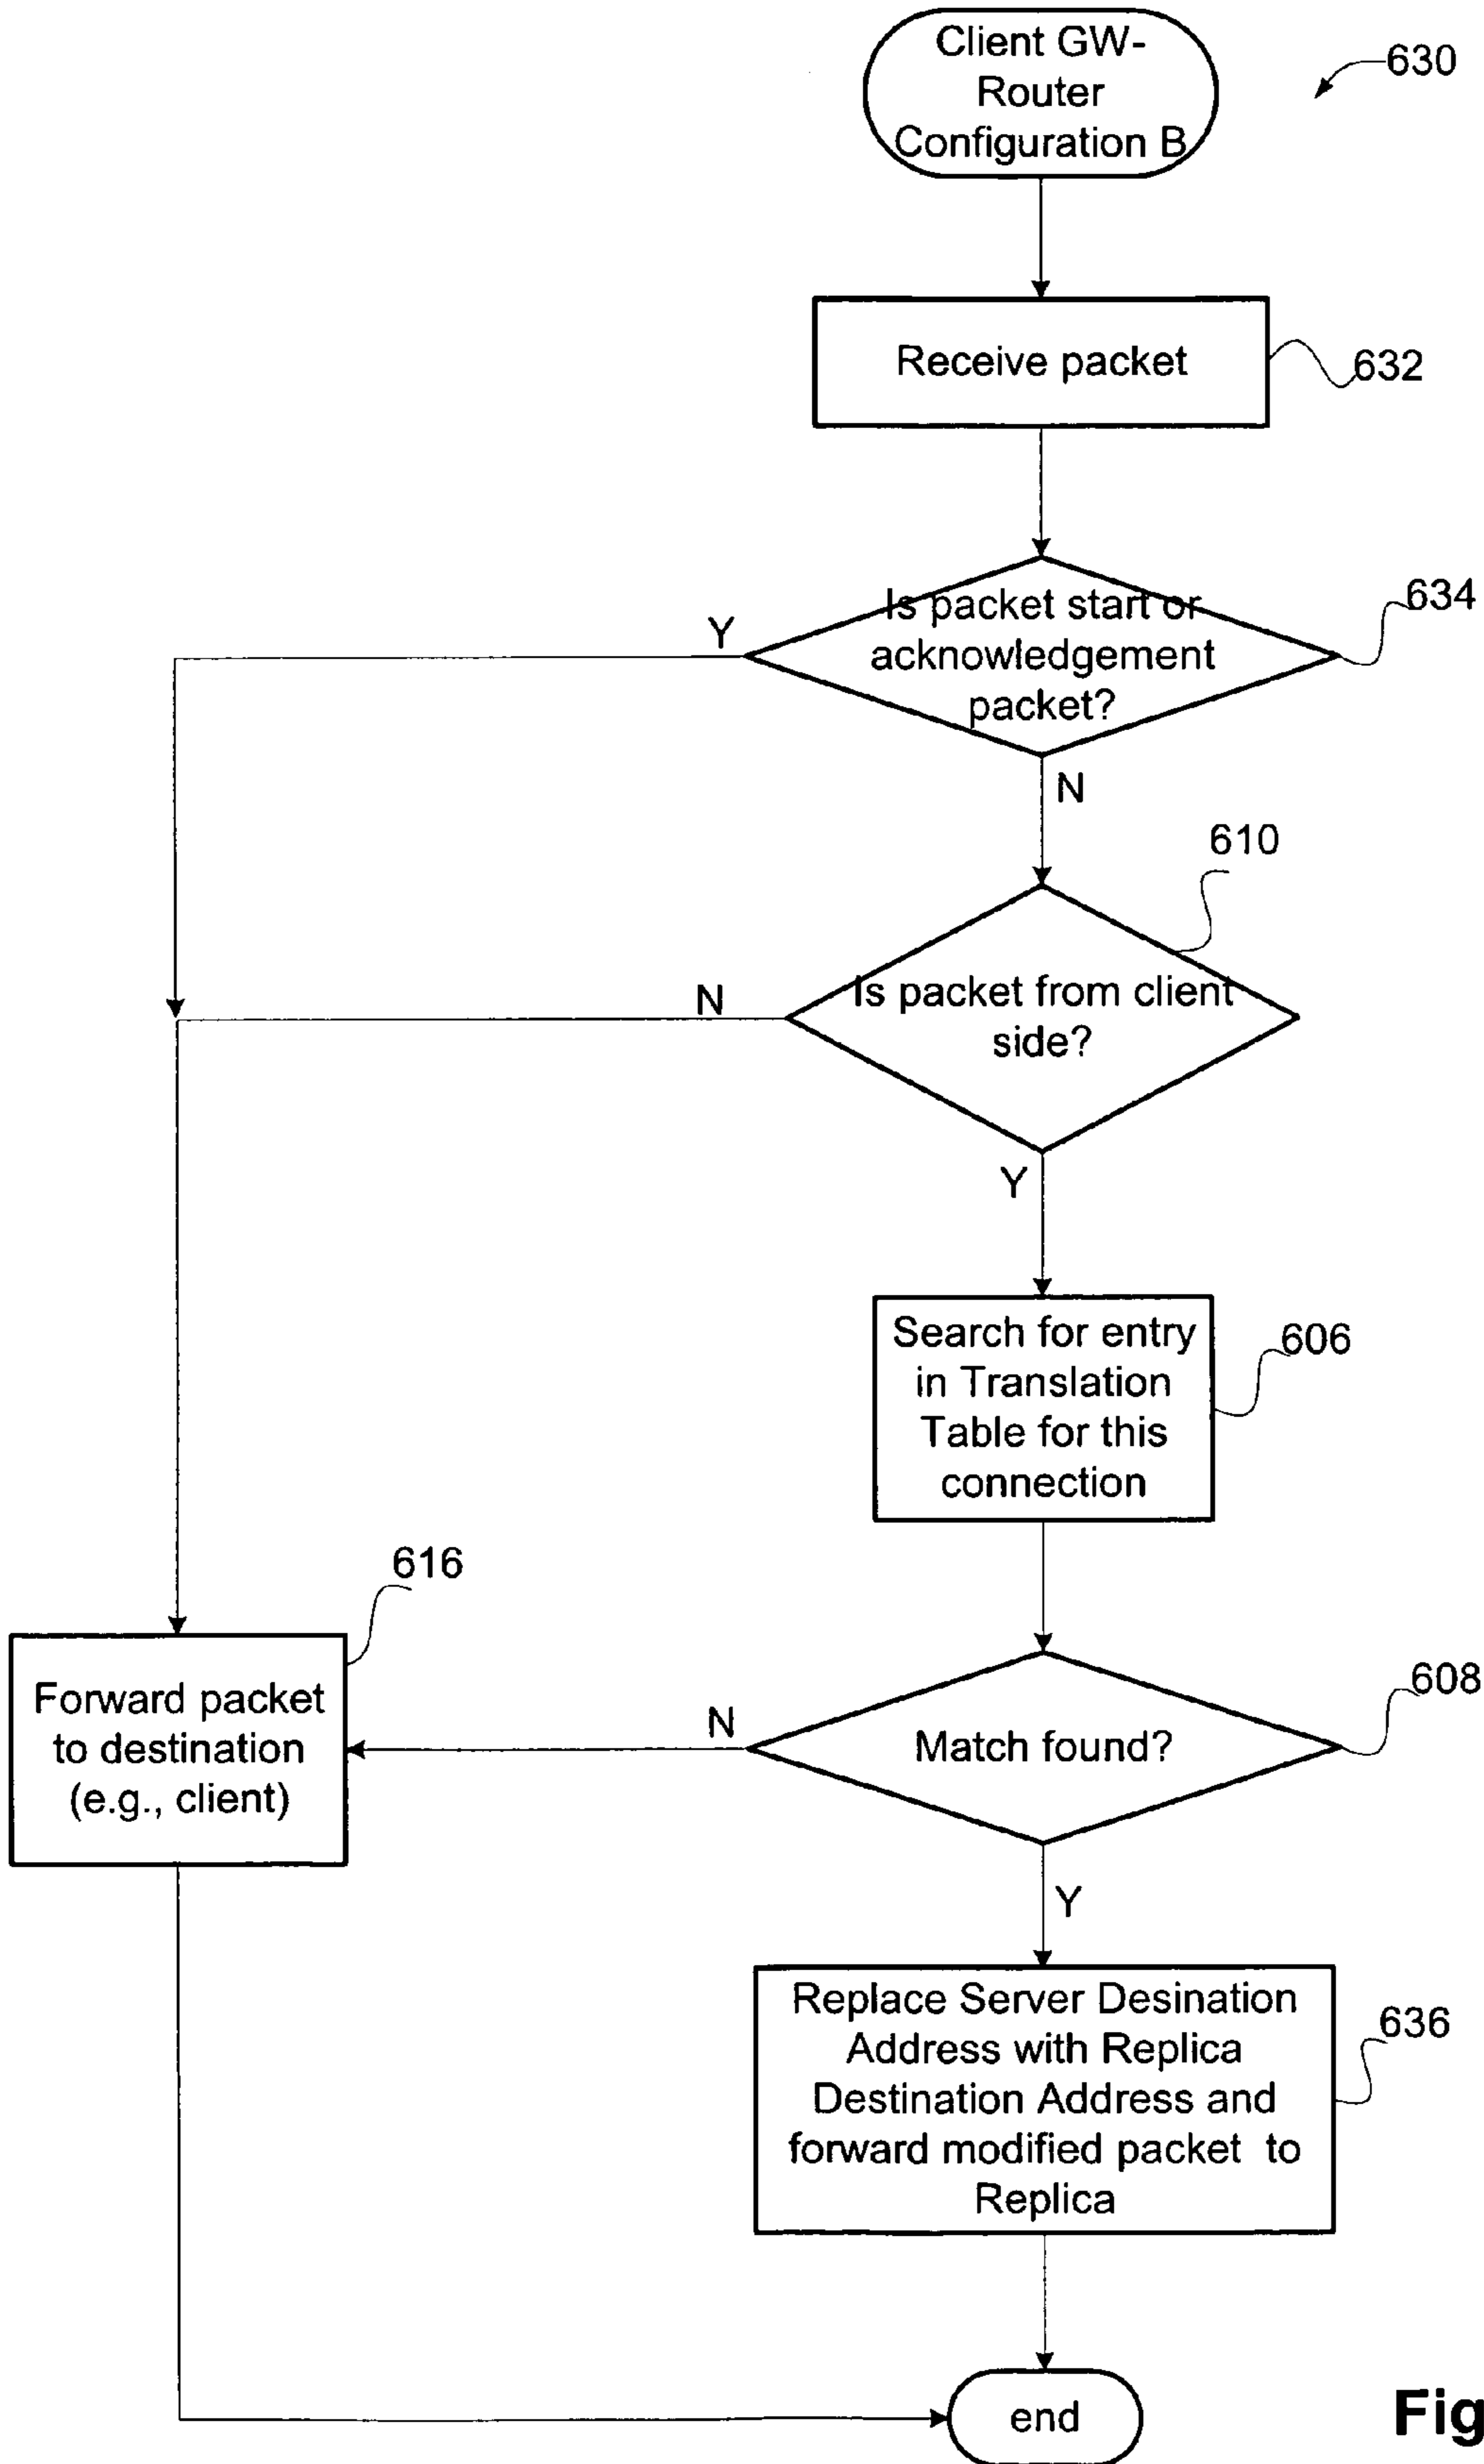 Client GW-
Router
Configuration B
630
Receive packet
632
Is packet start or
acknowledgement
packet?
634
Y
N
610
Is packet from client
side?
N
Y
Search for entry
in Translation
Table for this
connection
606
616
Forward packet
to destination
(e.g., client)
N
Match found?
608
Y
Replace Server Desination
Address with Replica
Destination Address and
forward modified packet to
Replica
636
end
Fig